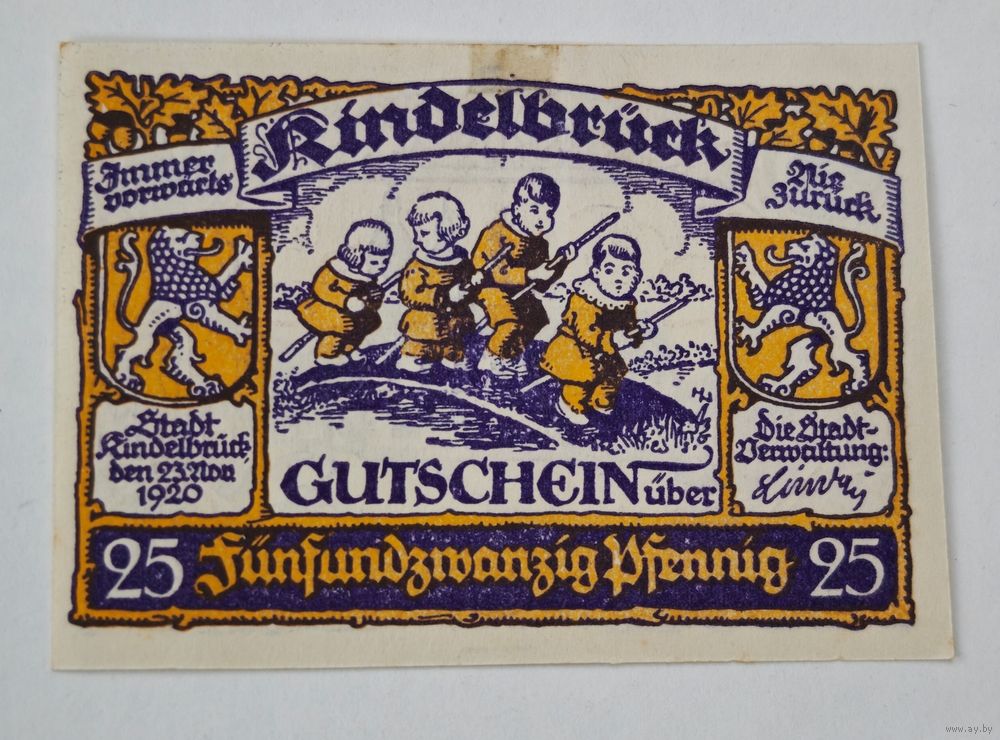 Kindelbrück
Immer
vorwärts
Nie
zurück
Stadt
Kindelbrück,
den 23. Nov.
1920
GUTSCHEIN über
Die Stadt-
Verwaltung:
25 Fünfundzwanzig Pfennig 25
www.ay.by